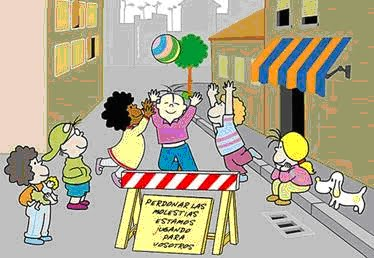 PERDONAR LAS
MOLESTIAS
ESTAMOS
JUGANDO
PARA
VOSOTROS